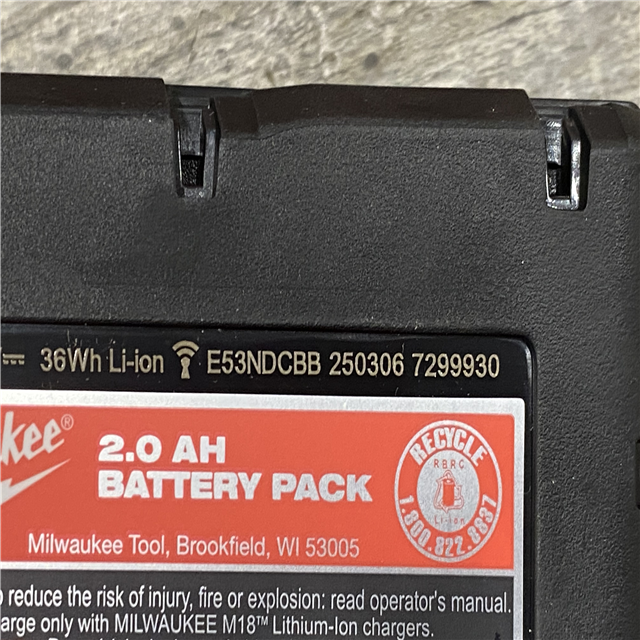 36Wh Li-ion E53NDCBB 250306 7299930
kee®
2.0 AH
BATTERY PACK
RECYCLE
RBRC
Li-ion
1.800.822.8837
Milwaukee Tool, Brookfield, WI 53005
reduce the risk of injury, fire or explosion: read operator's manual.
arge only with MILWAUKEE M18™ Lithium-Ion chargers.